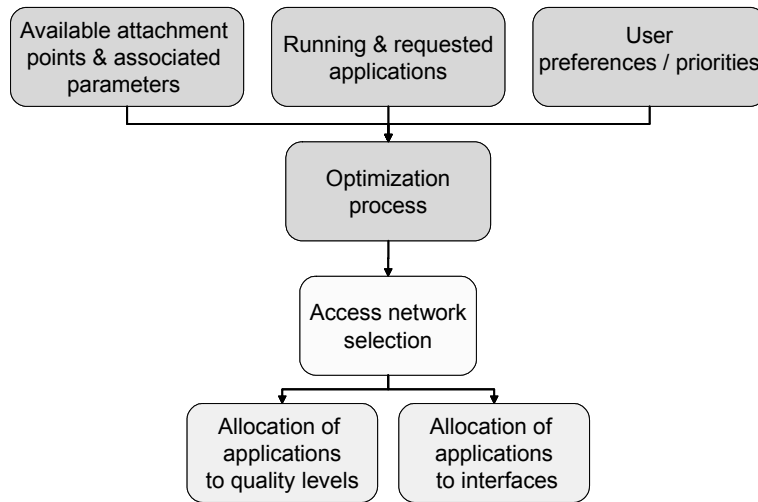 Available attachment
points & associated
parameters
Running & requested
applications
User
preferences / priorities
Optimization
process
Access network
selection
Allocation of
applications
to quality levels
Allocation of
applications
to interfaces